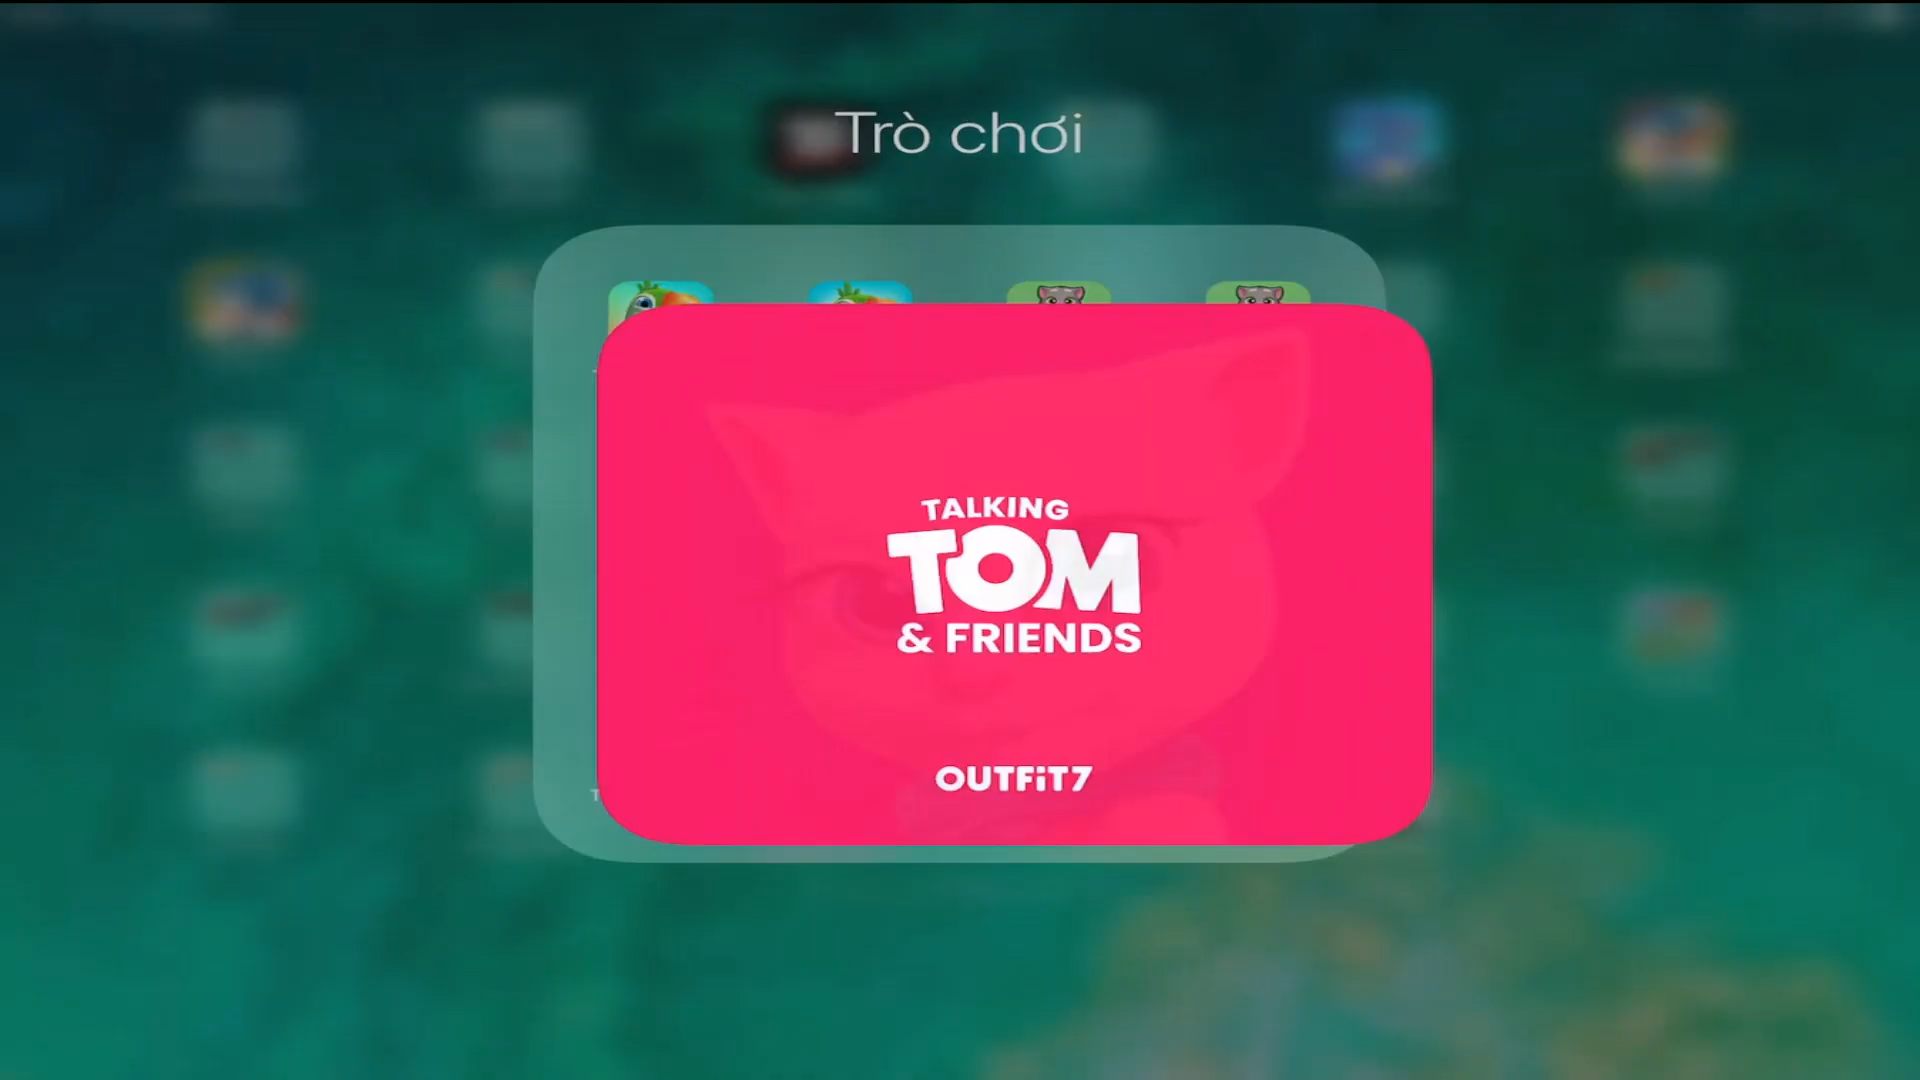 Trò chơi
TALKING
TOM
& FRIENDS
OUTFiT7